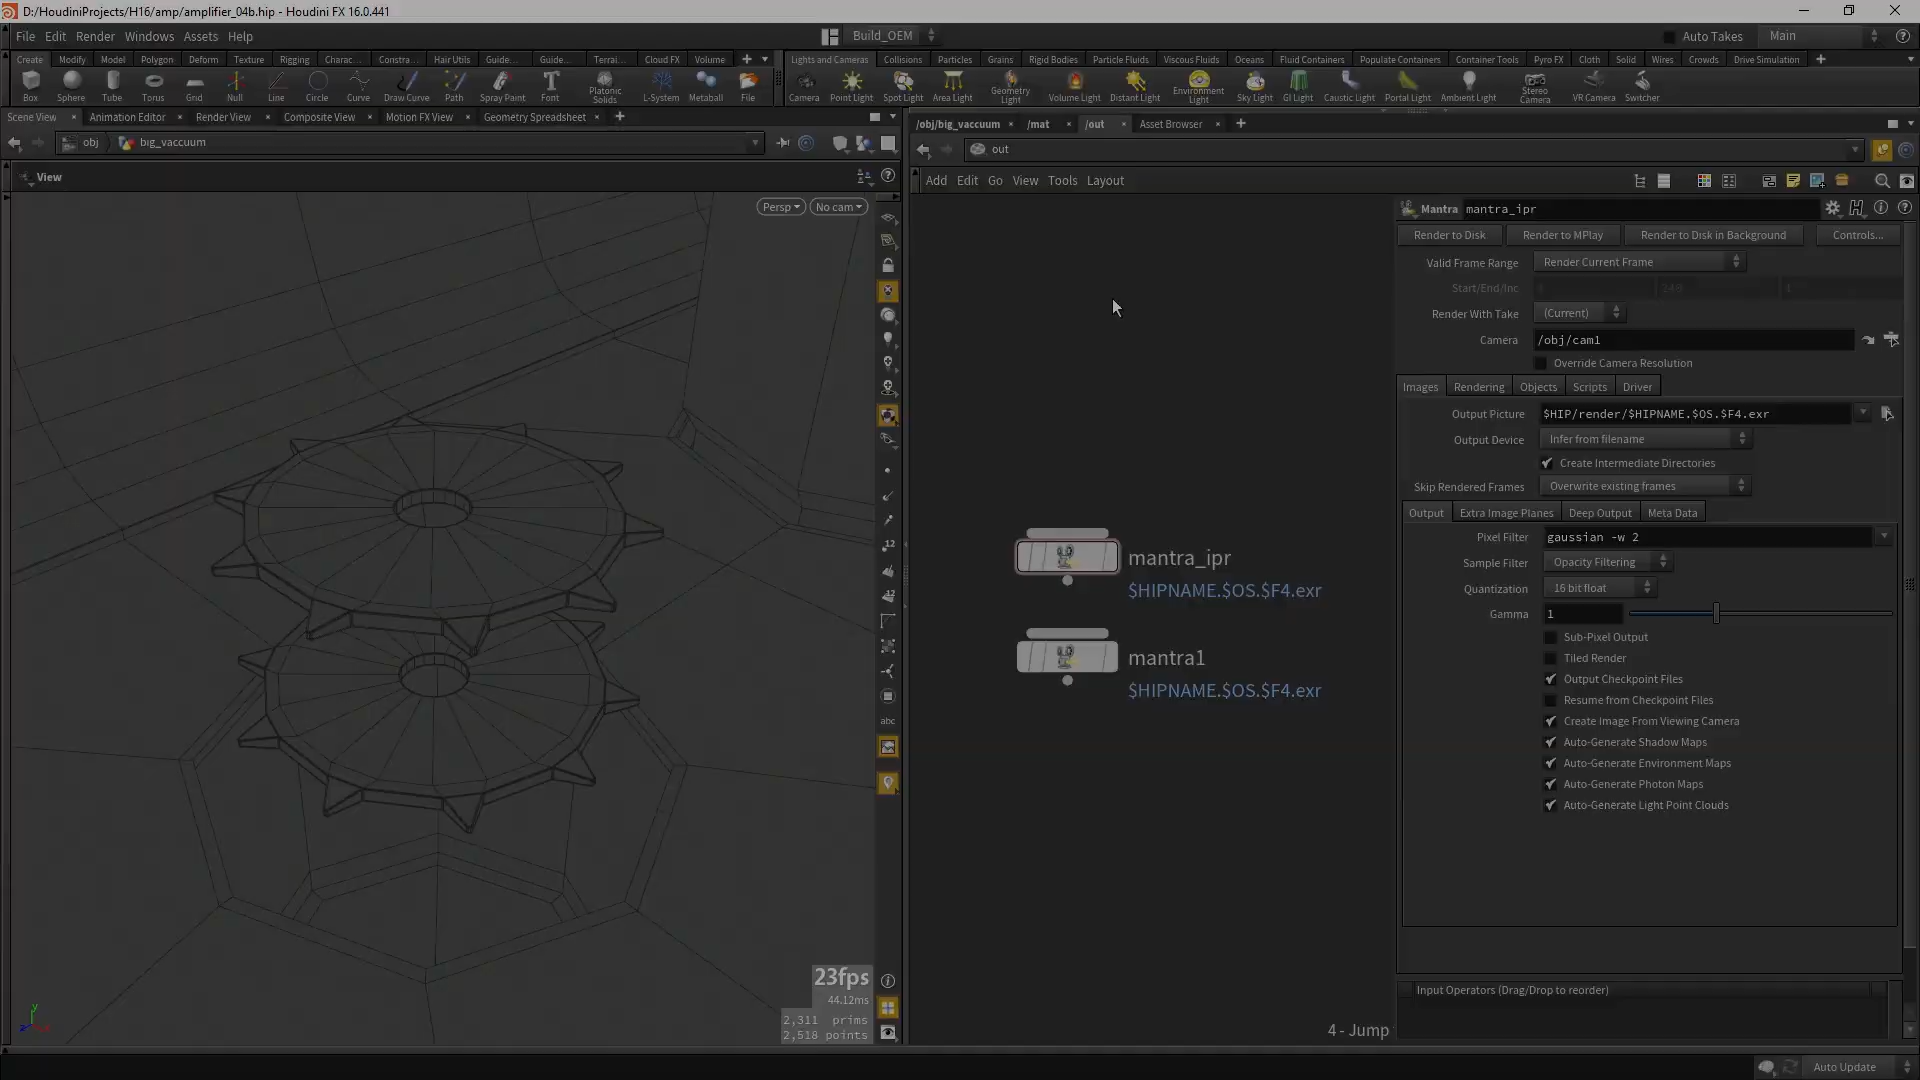 D:/HoudiniProjects/H16/amp/amplifier_04b.hip - Houdini FX 16.0.441
File Edit Render Windows Assets Help
Build_OEM
Auto Takes
Main
Create Modify Model Polygon Deform Texture Rigging Charac... Constra... Hair Utils Guide... Guide... Terrai... Cloud FX Volume
Lights and Cameras Collisions Particles Grains Rigid Bodies Particle Fluids Viscous Fluids Oceans Fluid Containers Populate Containers Container Tools Pyro FX Cloth Solid Wires Crowds Drive Simulation
Box Sphere Tube Torus Grid Null Line Circle Curve Draw Curve Path Spray Paint Font Platonic Solids L-System Metaball File
Camera Point Light Spot Light Area Light Geometry Light Volume Light Distant Light Environment Light Sky Light GI Light Caustic Light Portal Light Ambient Light Stereo Camera VR Camera Switcher
Scene View Animation Editor Render View Composite View Motion FX View Geometry Spreadsheet
/obj/big_vaccuum /mat /out Asset Browser
obj big_vaccuum
out
View
Add Edit Go View Tools Layout
Persp
No cam
Mantra mantra_ipr
Render to Disk Render to MPlay Render to Disk in Background Controls...
Valid Frame Range Render Current Frame
Start/End/Inc 240
Render With Take (Current)
Camera /obj/cam1
Override Camera Resolution
Images Rendering Objects Scripts Driver
Output Picture $HIP/render/$HIPNAME.$OS.$F4.exr
Output Device Infer from filename
Create Intermediate Directories
Skip Rendered Frames Overwrite existing frames
Output Extra Image Planes Deep Output Meta Data
Pixel Filter gaussian -w 2
Sample Filter Opacity Filtering
Quantization 16 bit float
Gamma 1
Sub-Pixel Output
Tiled Render
Output Checkpoint Files
Resume from Checkpoint Files
Create Image From Viewing Camera
Auto-Generate Shadow Maps
Auto-Generate Environment Maps
Auto-Generate Photon Maps
Auto-Generate Light Point Clouds
Input Operators (Drag/Drop to reorder)
mantra_ipr
$HIPNAME.$OS.$F4.exr
mantra1
$HIPNAME.$OS.$F4.exr
12
12
abc
23fps
44.12ms
2,311 prims
2,518 points
y
z
4 - Jump
Auto Update